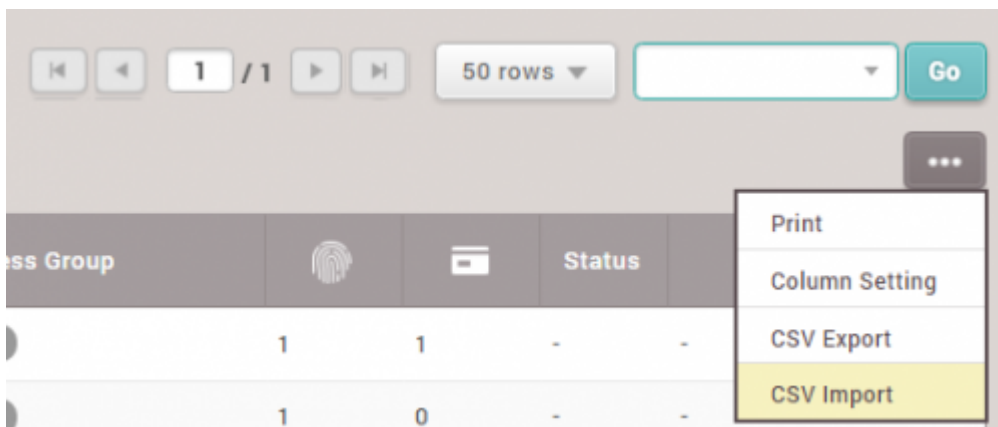 1 / 1 50 rows Go
•••
Print
ess Group Status
Column Setting
1 1 - - CSV Export
CSV Import
1 0 - -